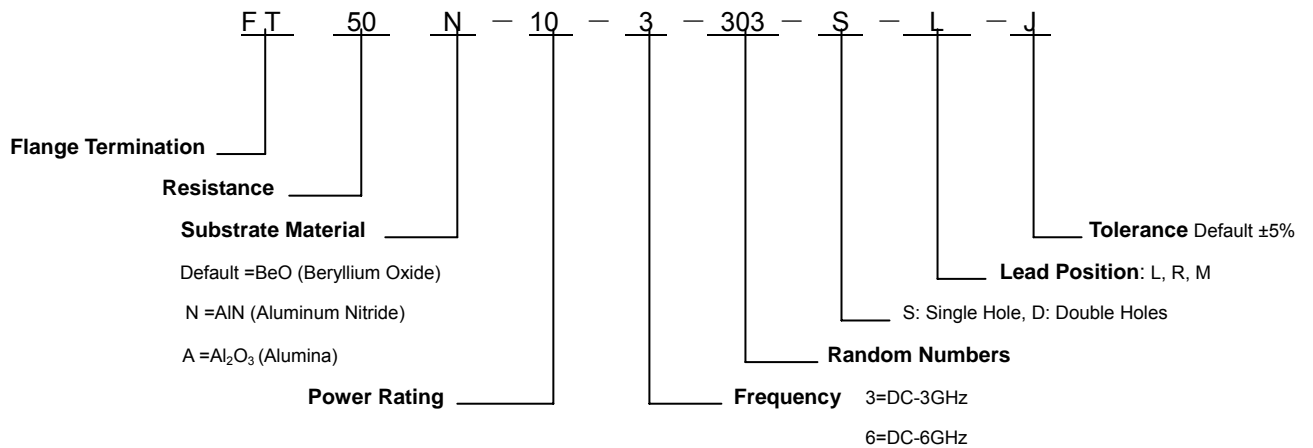 FT 50 N － 10 － 3 － 303 － S － L － J
Flange Termination
Resistance
Substrate Material
Tolerance Default ±5%
Default =BeO (Beryllium Oxide)
Lead Position: L, R, M
N =AlN (Aluminum Nitride)
S: Single Hole, D: Double Holes
A =Al₂O₃ (Alumina)
Random Numbers
Power Rating
Frequency 3=DC-3GHz
6=DC-6GHz